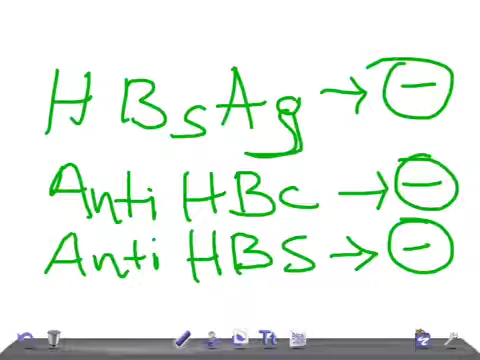 HBsAg → ⊖
Anti HBc → ⊖
Anti HBS → ⊖